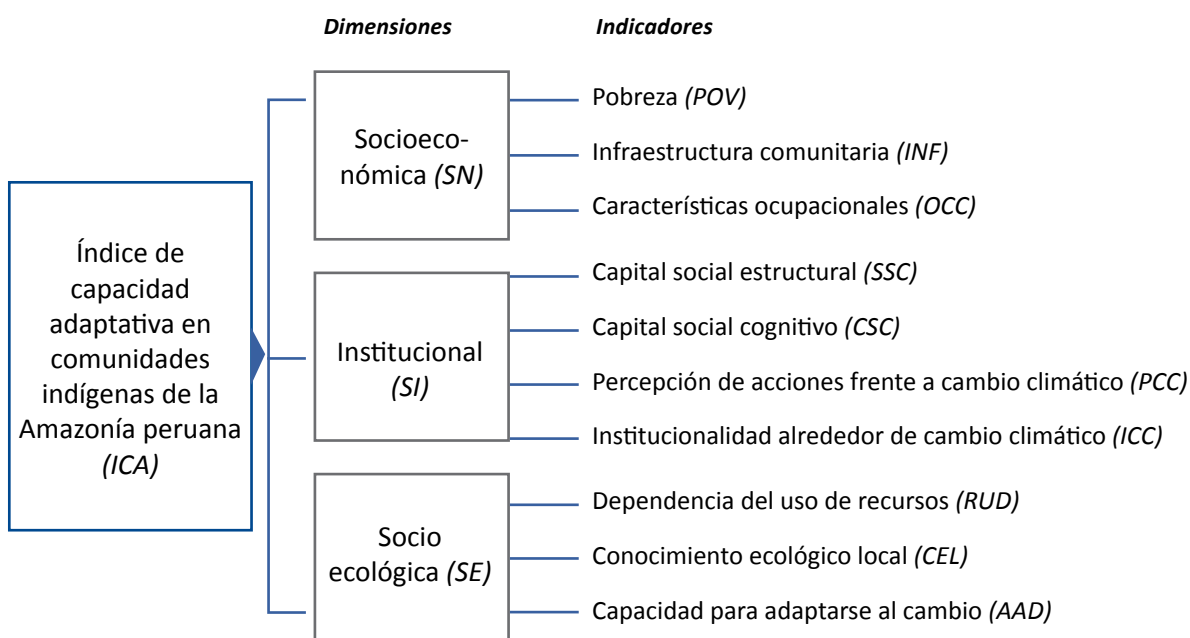 Dimensiones
Indicadores
Índice de
capacidad
adaptativa en
comunidades
indígenas de la
Amazonía peruana
(ICA)
Socioeco-
nómica (SN)
Pobreza (POV)
Infraestructura comunitaria (INF)
Características ocupacionales (OCC)
Institucional
(SI)
Capital social estructural (SSC)
Capital social cognitivo (CSC)
Percepción de acciones frente a cambio climático (PCC)
Institucionalidad alrededor de cambio climático (ICC)
Socio
ecológica (SE)
Dependencia del uso de recursos (RUD)
Conocimiento ecológico local (CEL)
Capacidad para adaptarse al cambio (AAD)